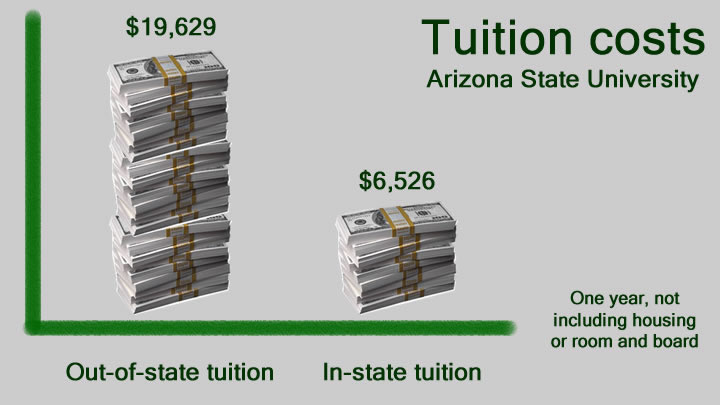 Tuition costs
Arizona State University
$19,629
$6,526
One year, not
including housing
or room and board
Out-of-state tuition
In-state tuition